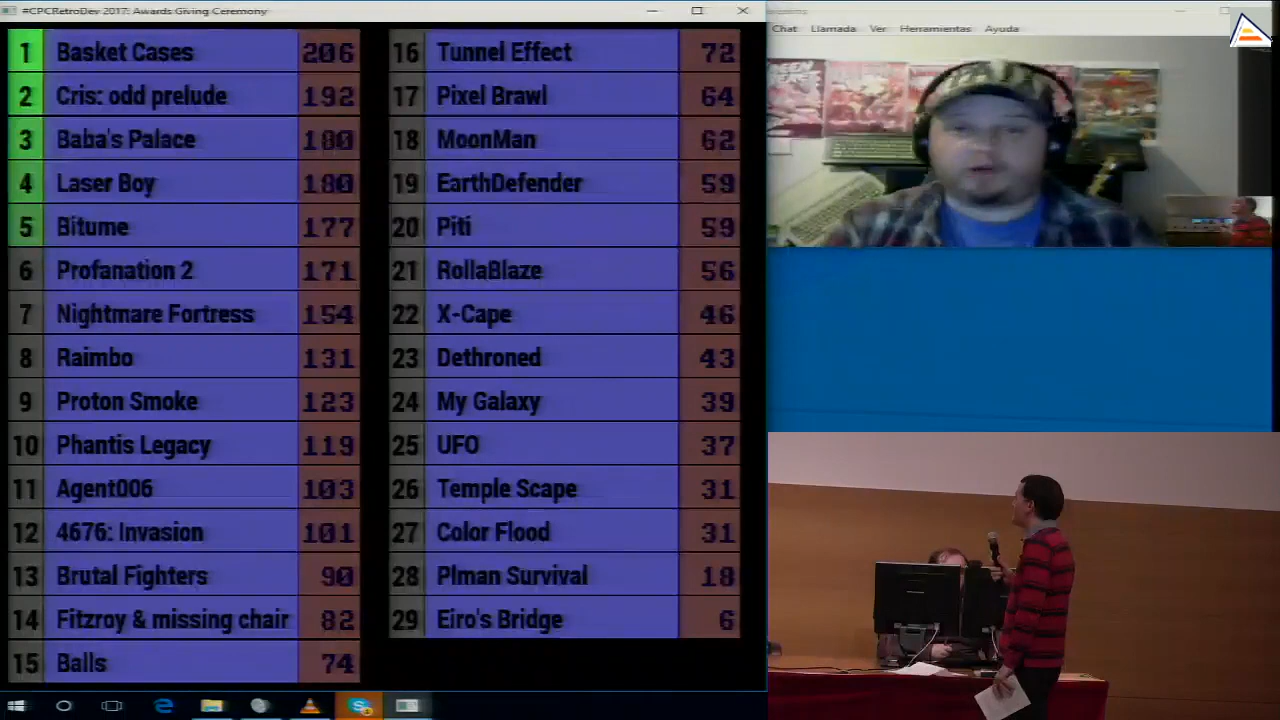 #CPCRetroDev 2017: Awards Giving Ceremony
Chat Llamada Ver Herramientas Ayuda
1 Basket Cases 206
2 Cris: odd prelude 192
3 Baba's Palace 180
4 Laser Boy 180
5 Bitume 177
6 Profanation 2 171
7 Nightmare Fortress 154
8 Raimbo 131
9 Proton Smoke 123
10 Phantis Legacy 119
11 Agent006 103
12 4676: Invasion 101
13 Brutal Fighters 90
14 Fitzroy & missing chair 82
15 Balls 74
16 Tunnel Effect 72
17 Pixel Brawl 64
18 MoonMan 62
19 EarthDefender 59
20 Piti 59
21 RollaBlaze 56
22 X-Cape 46
23 Dethroned 43
24 My Galaxy 39
25 UFO 37
26 Temple Scape 31
27 Color Flood 31
28 Plman Survival 18
29 Eiro's Bridge 6